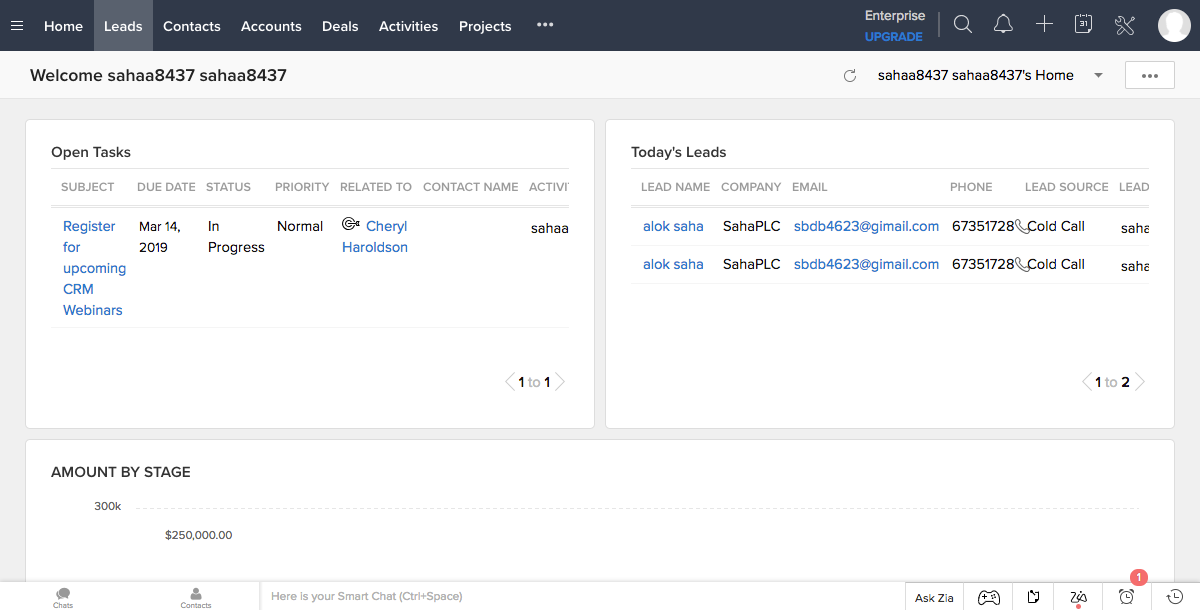 Home Leads Contacts Accounts Deals Activities Projects ••• Enterprise
UPGRADE 31
Welcome sahaa8437 sahaa8437 sahaa8437 sahaa8437's Home •••
Open Tasks
SUBJECT DUE DATE STATUS PRIORITY RELATED TO CONTACT NAME ACTIVI
Register Mar 14, In Normal Cheryl sahaa
for 2019 Progress Haroldson
upcoming
CRM
Webinars
1 to 1
Today's Leads
LEAD NAME COMPANY EMAIL PHONE LEAD SOURCE LEAD
alok saha SahaPLC sbdb4623@gimail.com 67351728 Cold Call saha
alok saha SahaPLC sbdb4623@gimail.com 67351728 Cold Call saha
1 to 2
AMOUNT BY STAGE
300k
$250,000.00
Chats Contacts Here is your Smart Chat (Ctrl+Space) Ask Zia 1